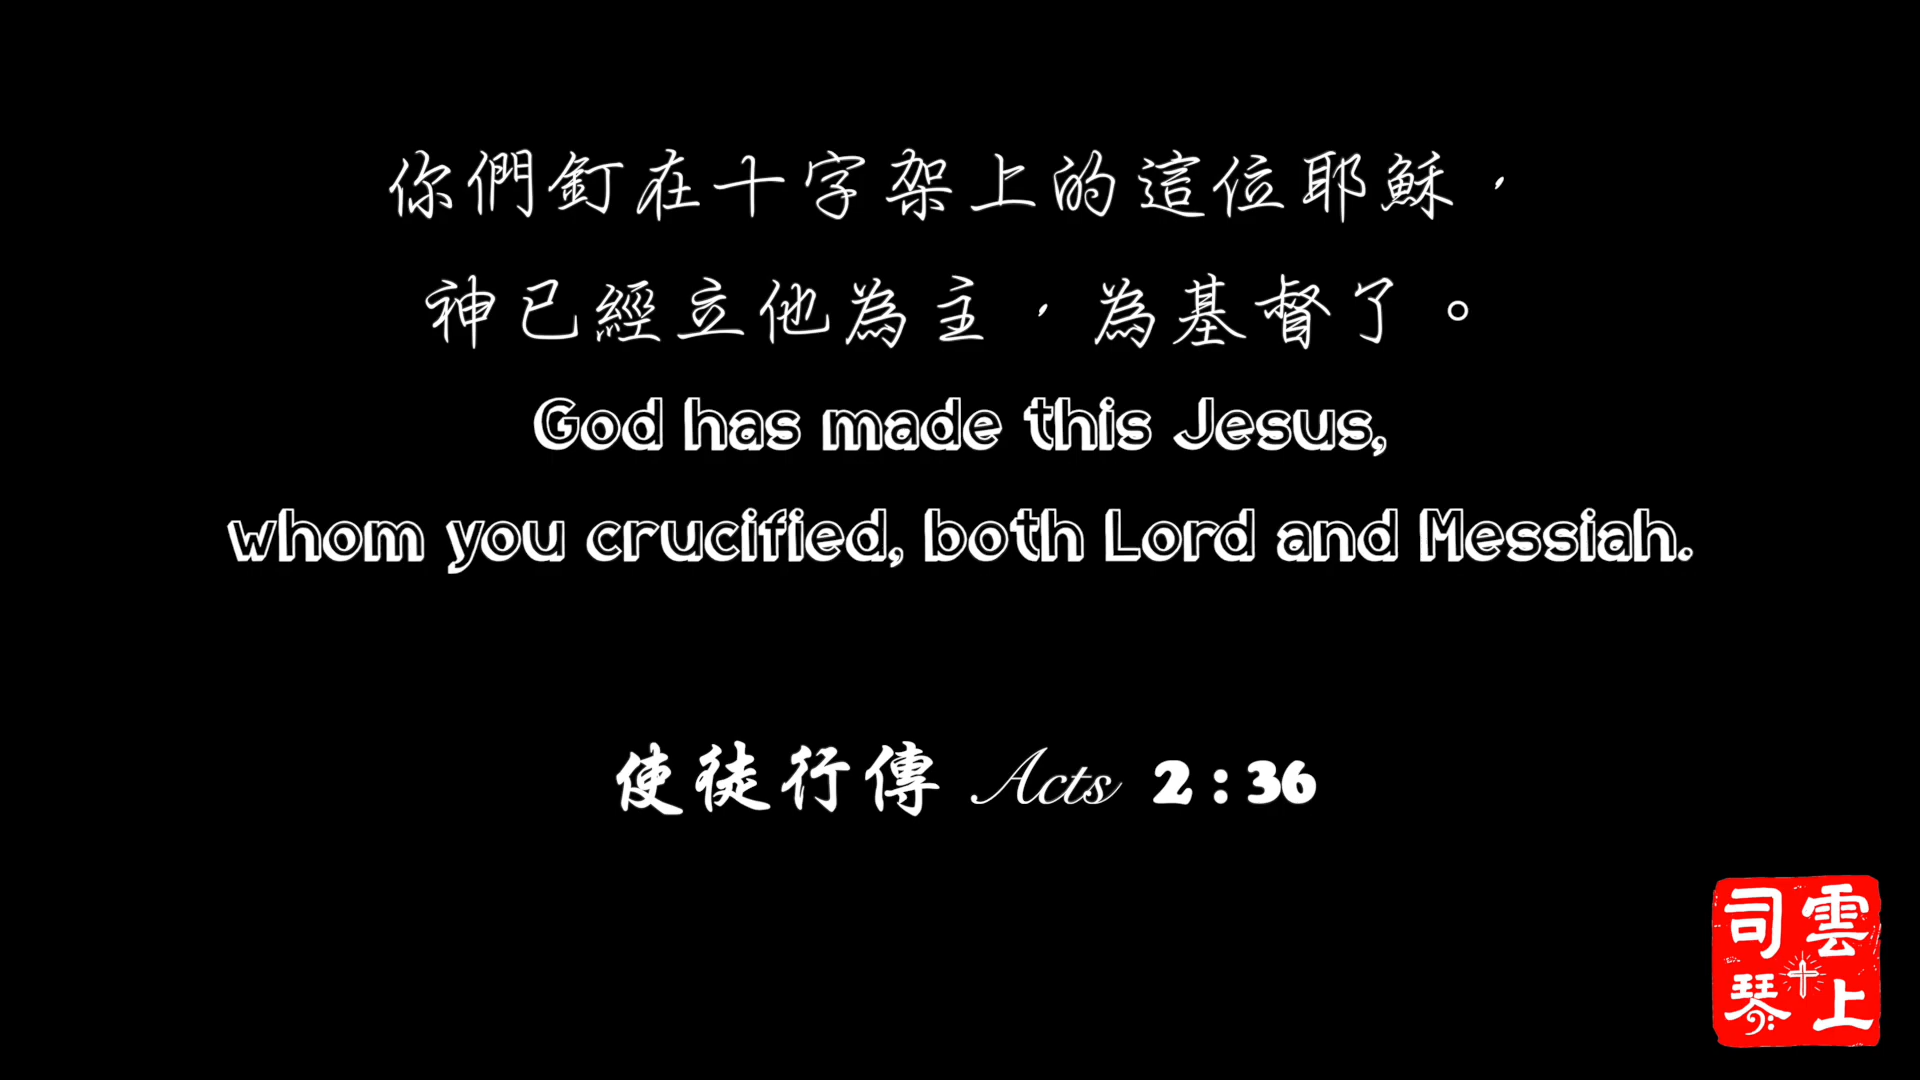 你們釘在十字架上的這位耶穌，
神已經立他為主，為基督了。
God has made this Jesus,
whom you crucified, both Lord and Messiah.
使徒行傳 Acts 2:36
雲上
司琴